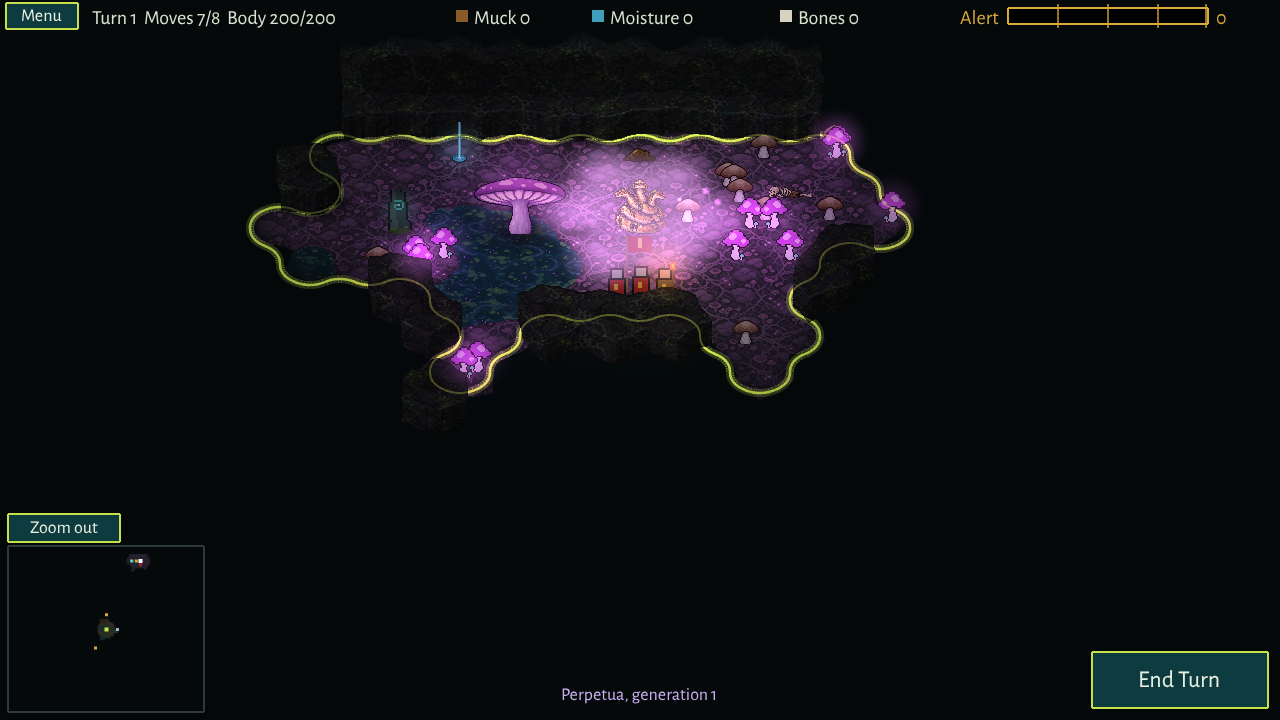 Menu
Turn 1 Moves 7/8 Body 200/200
Muck 0
Moisture 0
Bones 0
Alert 0
Zoom out
Perpetua, generation 1
End Turn